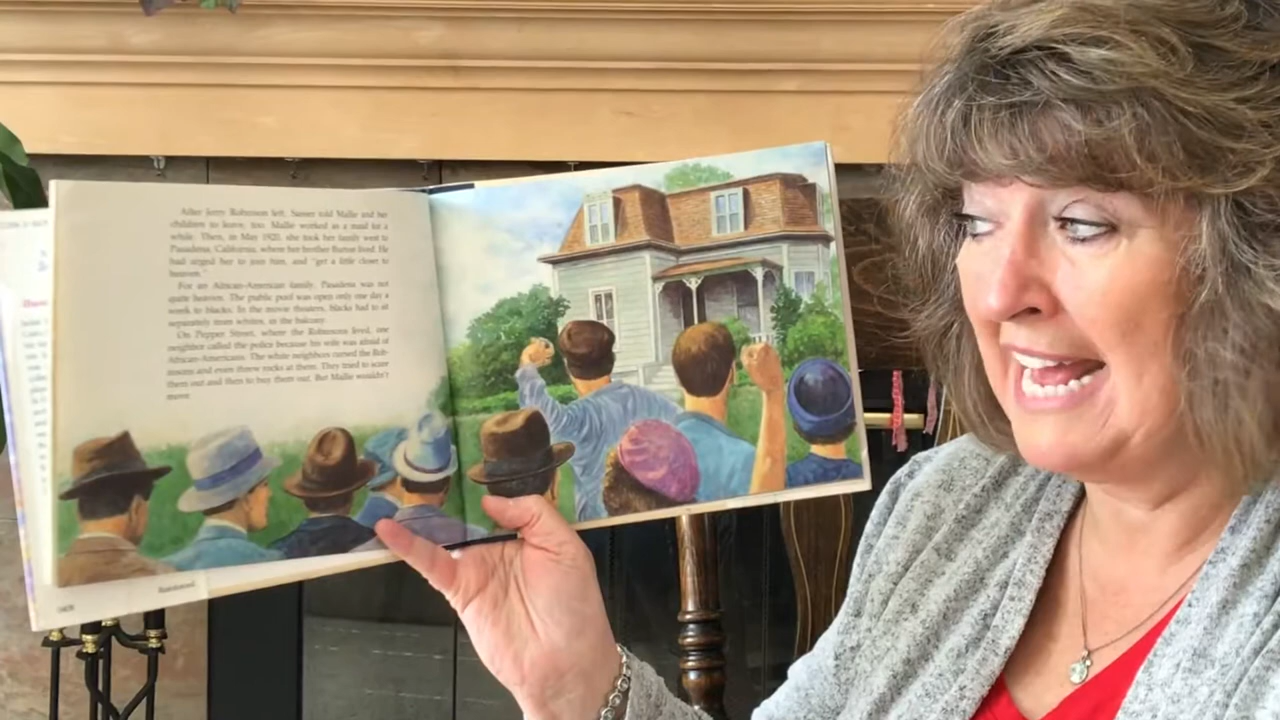 After Jerry Robinson left, Sasser told Mallie and her
children to leave, too. Mallie worked as a maid for a
while. Then, in May 1920, she took her family west to
Pasadena, California, where her brother Burton lived. He
had urged her to join him, and "get a little closer to
heaven."
For an African-American family, Pasadena was not
quite heaven. The public pool was open only one day a
week to blacks. In the movie theaters, blacks had to sit
separately from whites, in the balcony.
On Pepper Street, where the Robinsons lived, one
neighbor called the police because his wife was afraid of
African-Americans. The white neighbors cursed the Rob-
insons and even threw rocks at them. They tried to scare
them out and then to buy them out. But Mallie wouldn't
move.